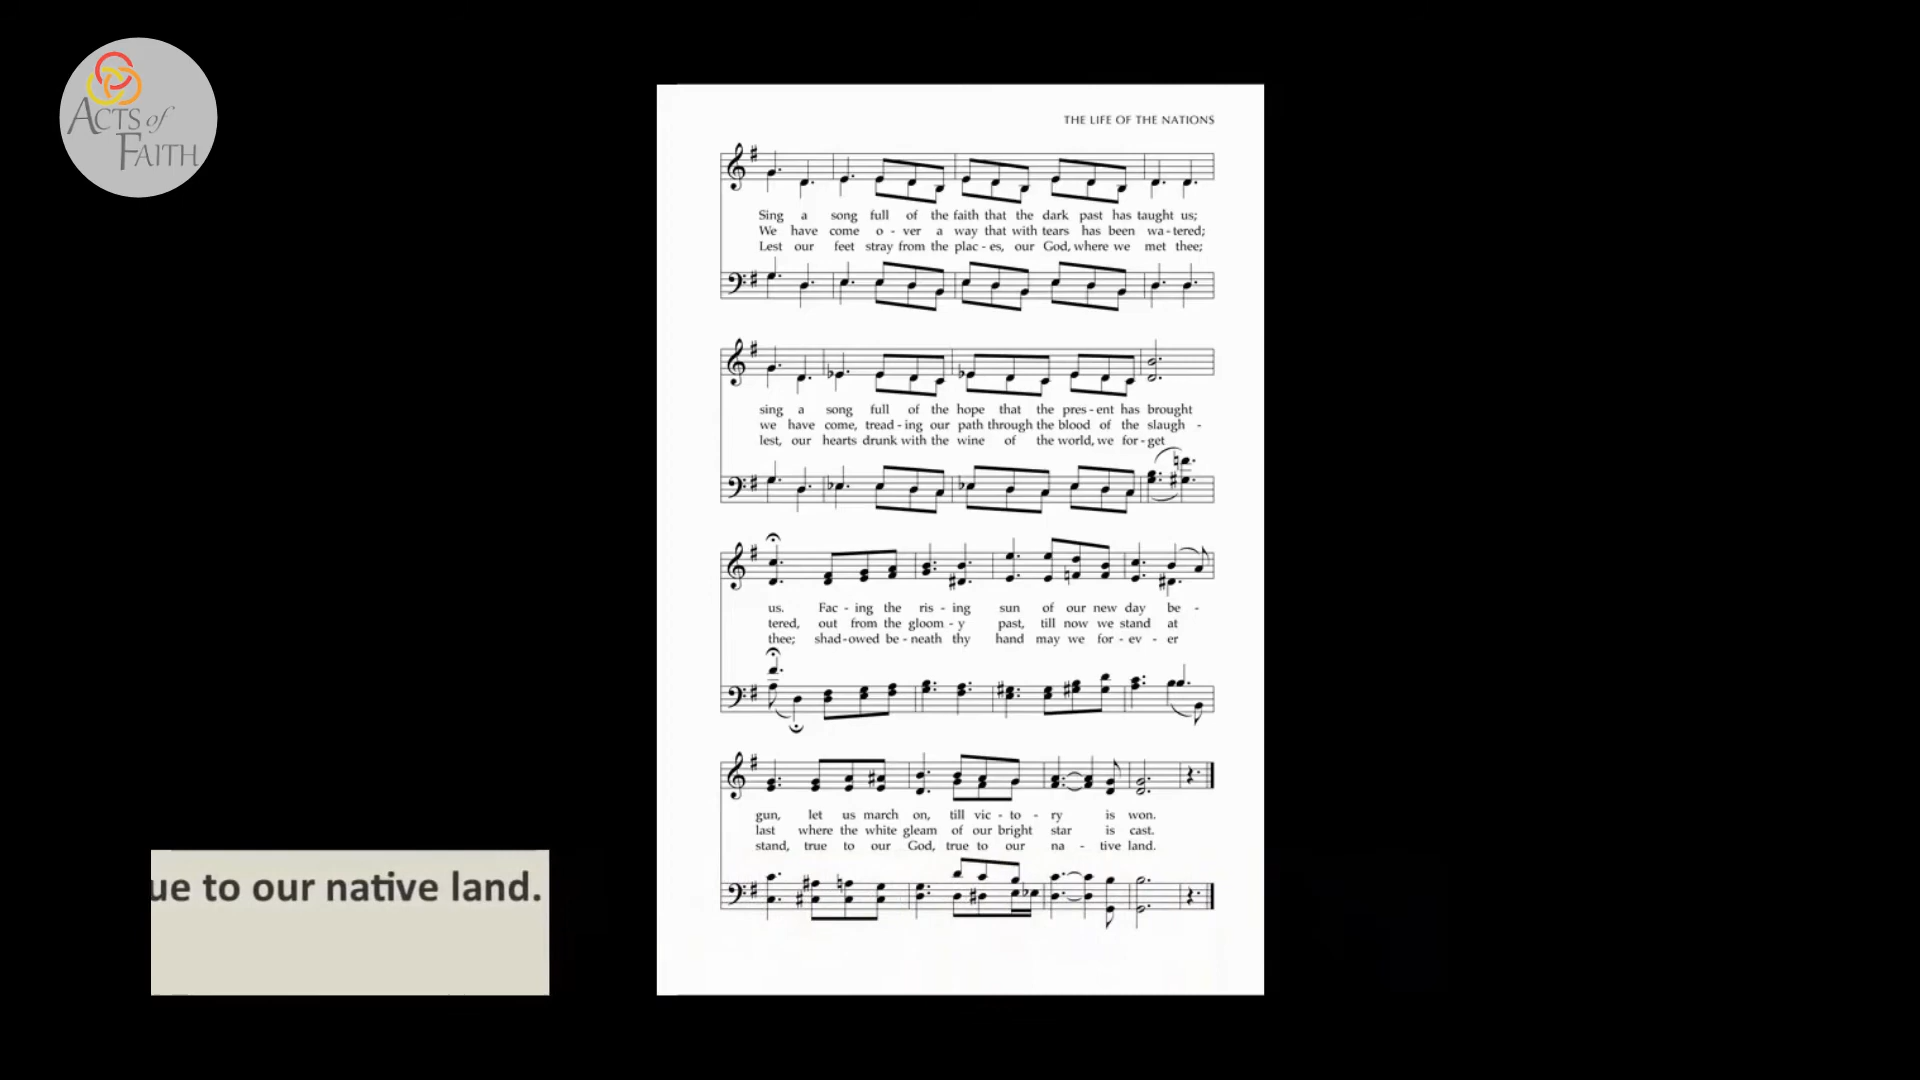 ACTS of
FAITH
THE LIFE OF THE NATIONS
Sing a song full of the faith that the dark past has taught us;
We have come o - ver a way that with tears has been wa - tered;
Lest our feet stray from the plac - es, our God, where we met thee;
sing a song full of the hope that the pres - ent has brought
we have come, tread - ing our path through the blood of the slaugh -
lest, our hearts drunk with the wine of the world, we for - get
us. Fac - ing the ris - ing sun of our new day be -
tered, out from the gloom - y past, till now we stand at
thee; shad - owed be - neath thy hand may we for - ev - er
gun, let us march on, till vic - to - ry is won.
last where the white gleam of our bright star is cast.
stand, true to our God, true to our na - tive land.
ue to our native land.